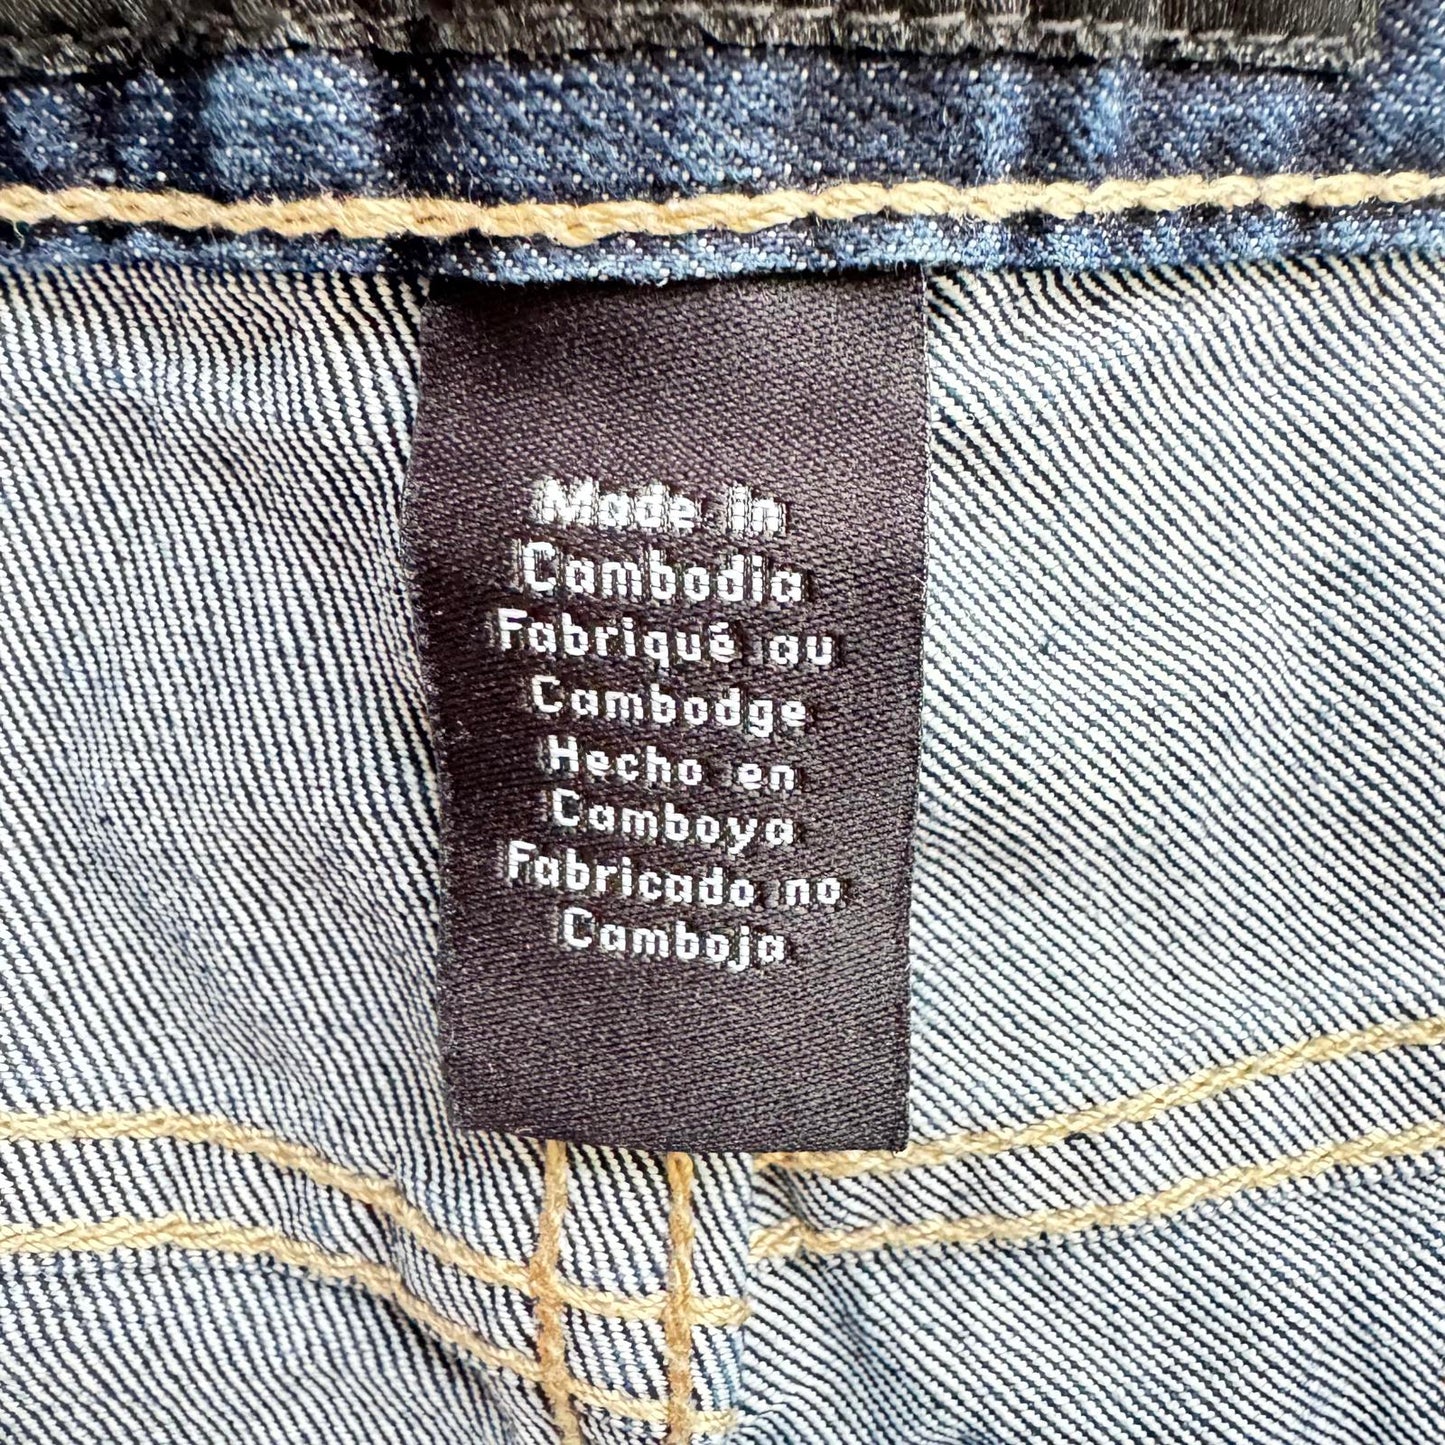 Made in
Cambodia
Fabriqué au
Cambodge
Hecho en
Camboya
Fabricado no
Camboja